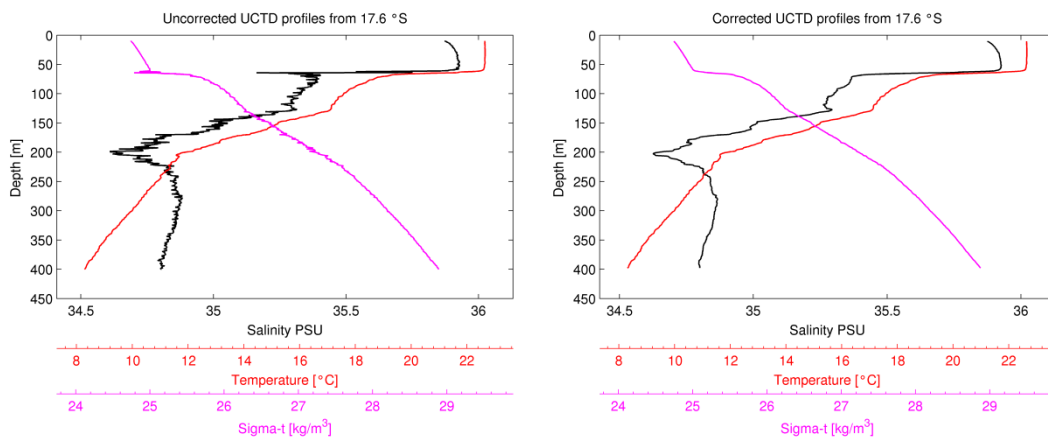 Uncorrected UCTD profiles from 17.6 °S
0
50
100
150
200
250
300
350
400
450
Depth [m]
34.5 35 35.5 36
Salinity PSU
8 10 12 14 16 18 20 22
Temperature [°C]
24 25 26 27 28 29
Sigma-t [kg/m³]
Corrected UCTD profiles from 17.6 °S
0
50
100
150
200
250
300
350
400
450
Depth [m]
34.5 35 35.5 36
Salinity PSU
8 10 12 14 16 18 20 22
Temperature [°C]
24 25 26 27 28 29
Sigma-t [kg/m³]